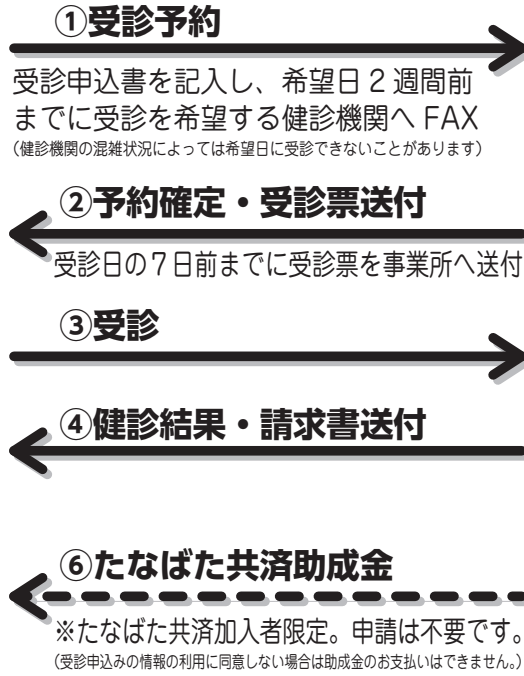 ①受診予約
受診申込書を記入し、希望日2週間前
までに受診を希望する健診機関へFAX
(健診機関の混雑状況によっては希望日に受診できないことがあります)
②予約確定・受診票送付
受診日の7日前までに受診票を事業所へ送付
③受診
④健診結果・請求書送付
⑥たなばた共済助成金
※たなばた共済加入者限定。申請は不要です。
(受診申込みの情報の利用に同意しない場合は助成金のお支払いはできません。)